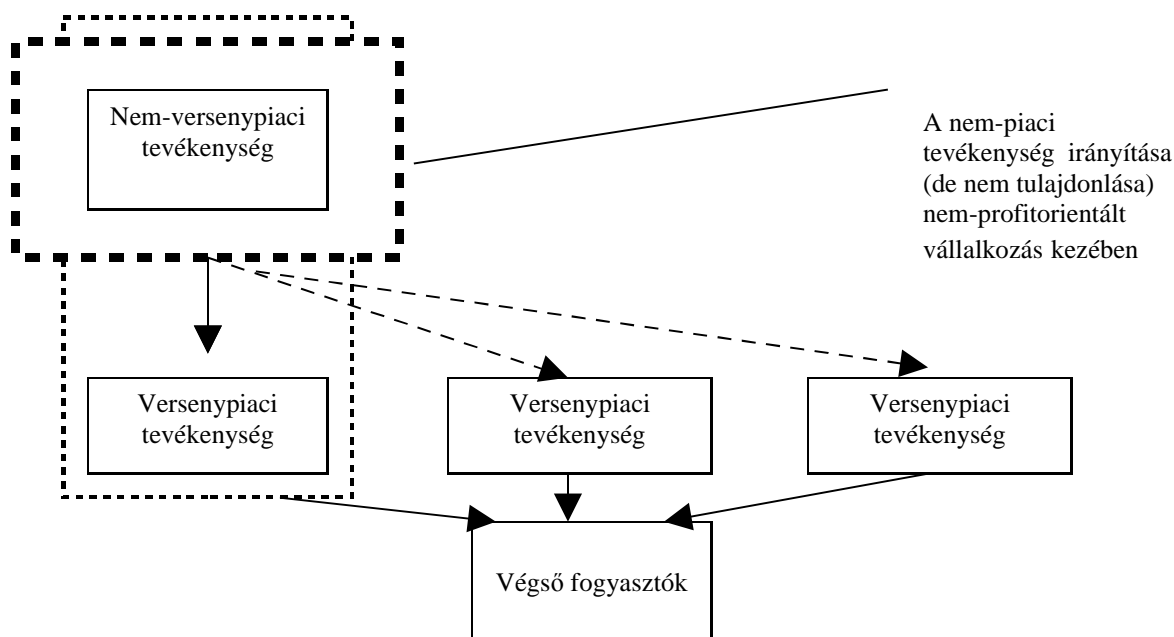 Nem-versenypiaci
tevékenység
A nem-piaci
tevékenység irányítása
(de nem tulajdonlása)
nem-profitorientált
vállalkozás kezében
Versenypiaci
tevékenység
Versenypiaci
tevékenység
Versenypiaci
tevékenység
Végső fogyasztók